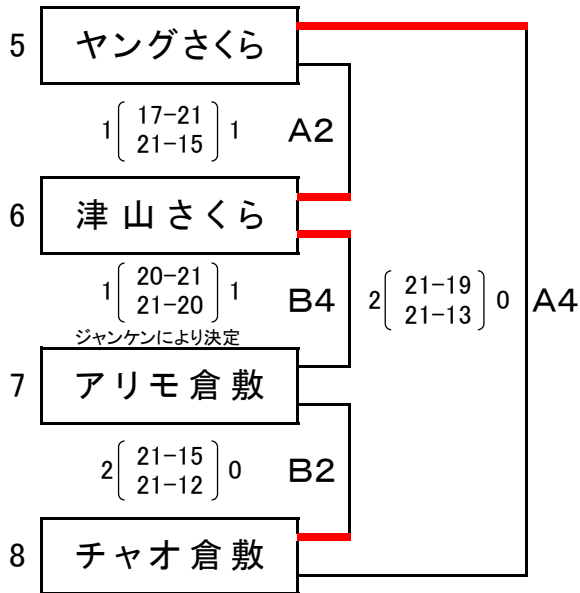 5 ヤングさくら
1 17-21 1 A2
21-15
6 津山さくら
1 20-21 1 B4
21-20
2 21-19 0 A4
21-13
ジャンケンにより決定
7 アリモ倉敷
2 21-15 0 B2
21-12
8 チャオ倉敷